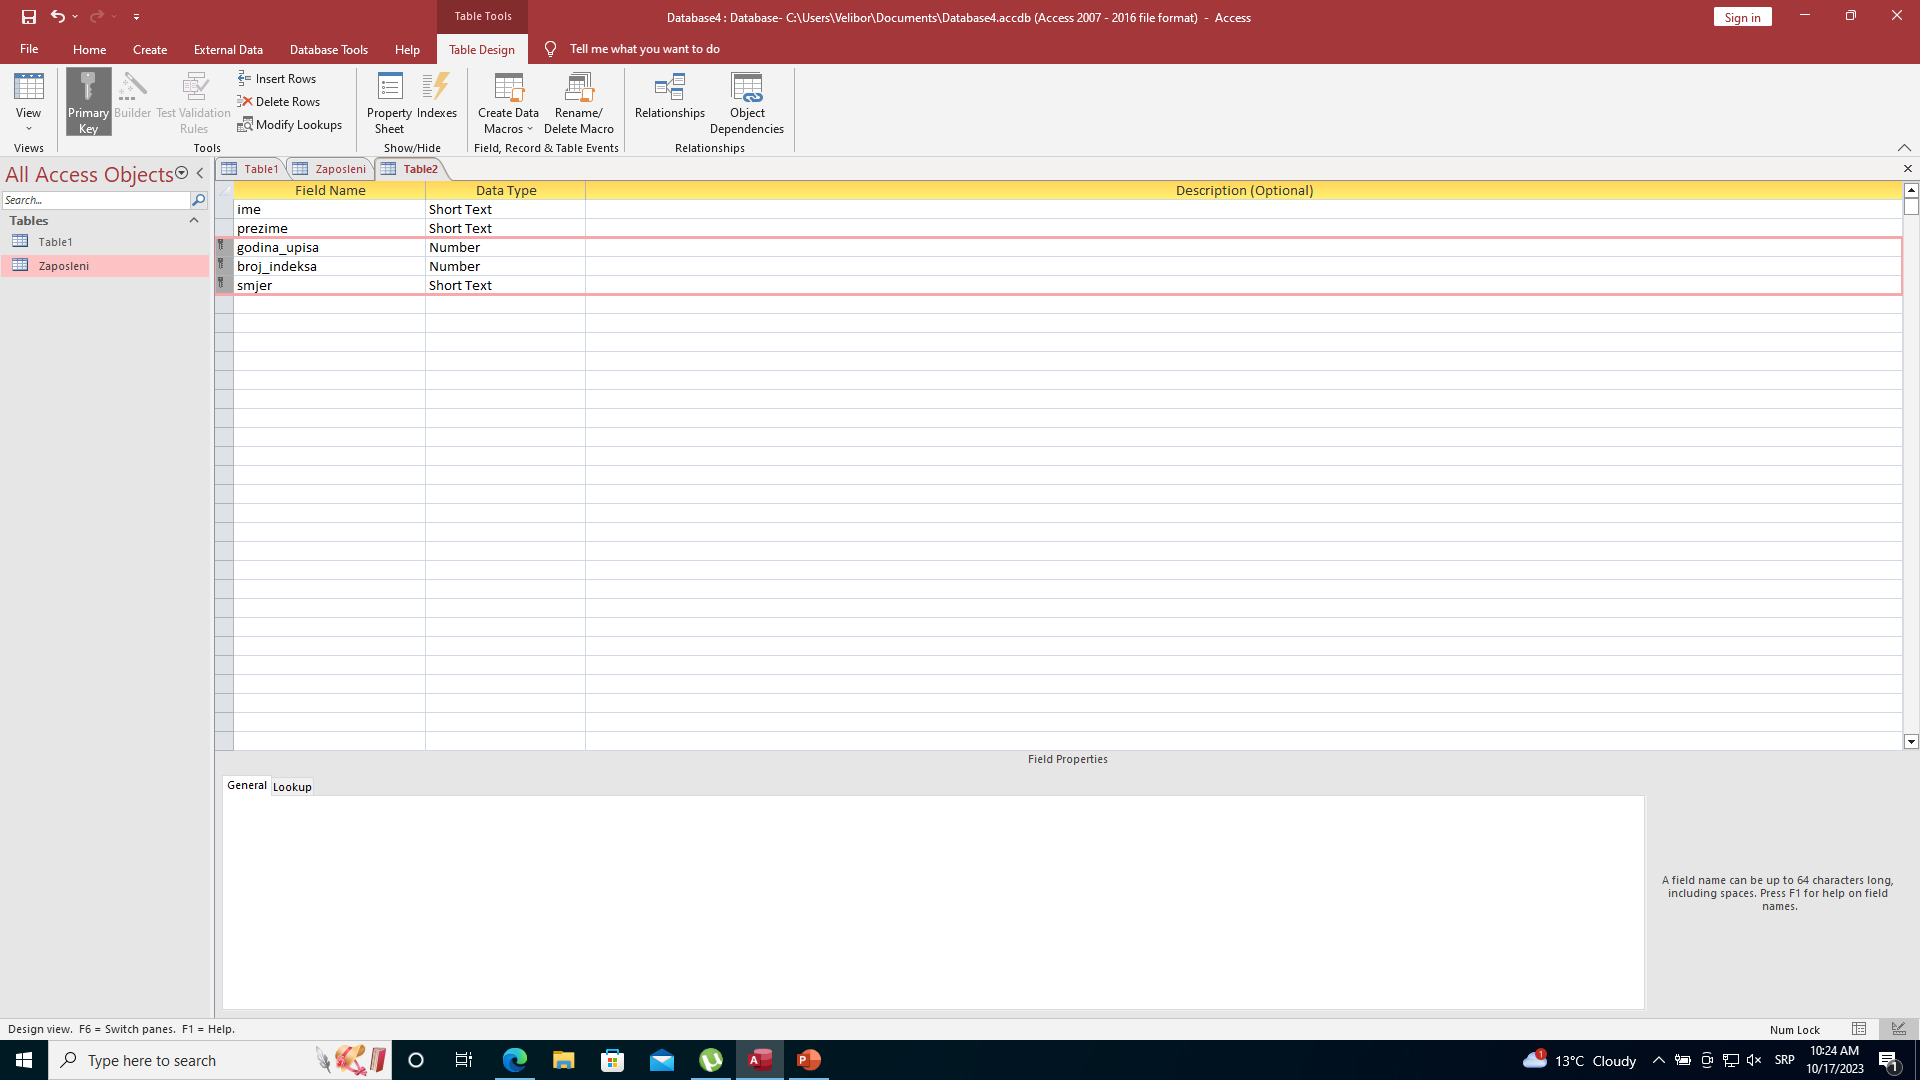 Table Tools
Database4 : Database- C:\Users\Velibor\Documents\Database4.accdb (Access 2007 - 2016 file format)  -  Access
Sign in
File
Home
Create
External Data
Database Tools
Help
Table Design
Tell me what you want to do
View
Primary Key
Builder
Test Validation Rules
Insert Rows
Delete Rows
Modify Lookups
Property Sheet
Indexes
Create Data Macros
Rename/ Delete Macro
Relationships
Object Dependencies
Views
Tools
Show/Hide
Field, Record & Table Events
Relationships
All Access Objects
Search...
Tables
Table1
Zaposleni
Table1
Zaposleni
Table2
Field Name
Data Type
Description (Optional)
ime
Short Text
prezime
Short Text
godina_upisa
Number
broj_indeksa
Number
smjer
Short Text
Field Properties
General
Lookup
A field name can be up to 64 characters long,
including spaces. Press F1 for help on field
names.
Design view.  F6 = Switch panes.  F1 = Help.
Num Lock
Type here to search
1
13°C  Cloudy
SRP
10:24 AM
10/17/2023
1